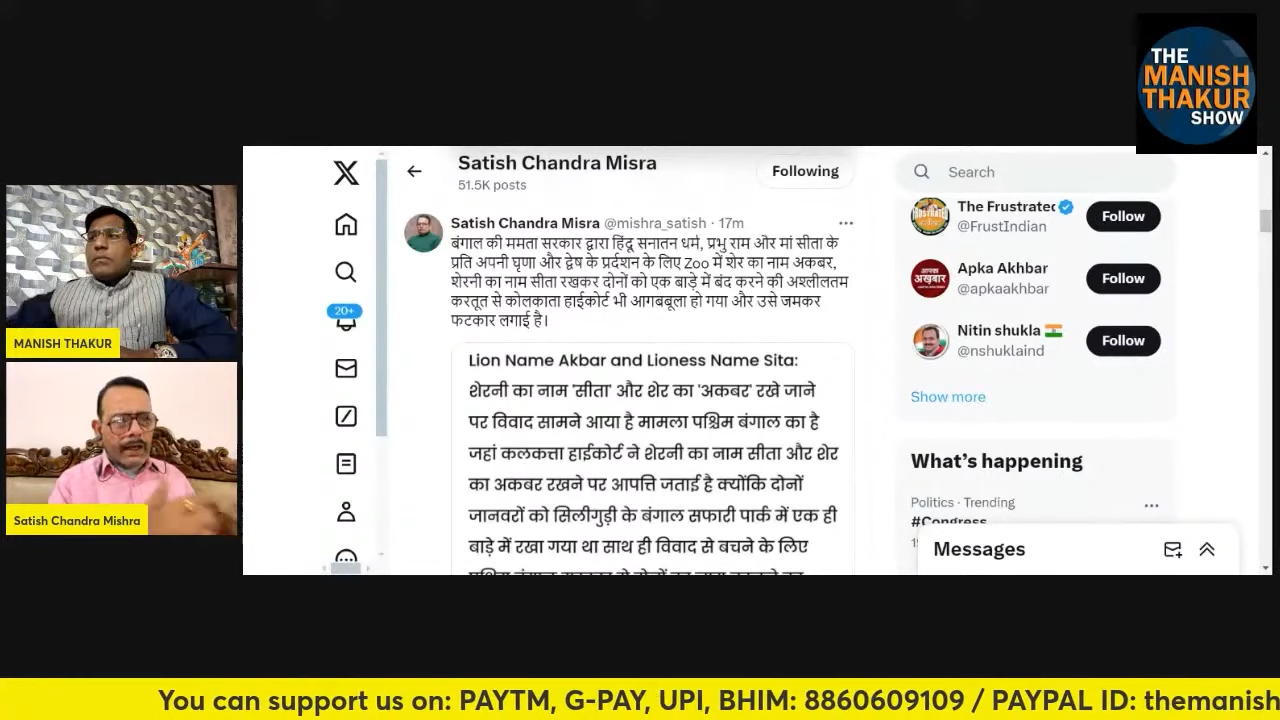 THE
MANISH
THAKUR
SHOW
MANISH THAKUR
Satish Chandra Mishra
X
20+
Satish Chandra Misra
51.5K posts
Following
Satish Chandra Misra @mishra_satish · 17m
बंगाल की ममता सरकार द्वारा हिंदू सनातन धर्म, प्रभु राम और मां सीता के
प्रति अपनी घृणा और द्वेष के प्रर्दशन के लिए Zoo में शेर का नाम अकबर,
शेरनी का नाम सीता रखकर दोनों को एक बाड़े में बंद करने की अश्लीलतम
करतूत से कोलकाता हाईकोर्ट भी आगबबूला हो गया और उसे जमकर
फटकार लगाई है।
Lion Name Akbar and Lioness Name Sita:
शेरनी का नाम 'सीता' और शेर का 'अकबर' रखे जाने
पर विवाद सामने आया है मामला पश्चिम बंगाल का है
जहां कलकत्ता हाईकोर्ट ने शेरनी का नाम सीता और शेर
का अकबर रखने पर आपत्ति जताई है क्योंकि दोनों
जानवरों को सिलीगुड़ी के बंगाल सफारी पार्क में एक ही
बाड़े में रखा गया था साथ ही विवाद से बचने के लिए
Search
The Frustrated
@FrustIndian
Follow
Apka Akhbar
@apkaakhbar
Follow
Nitin shukla
@nshuklaind
Follow
Show more
What's happening
Politics · Trending
#Congress
Messages
You can support us on: PAYTM, G-PAY, UPI, BHIM: 8860609109 / PAYPAL ID: themanish